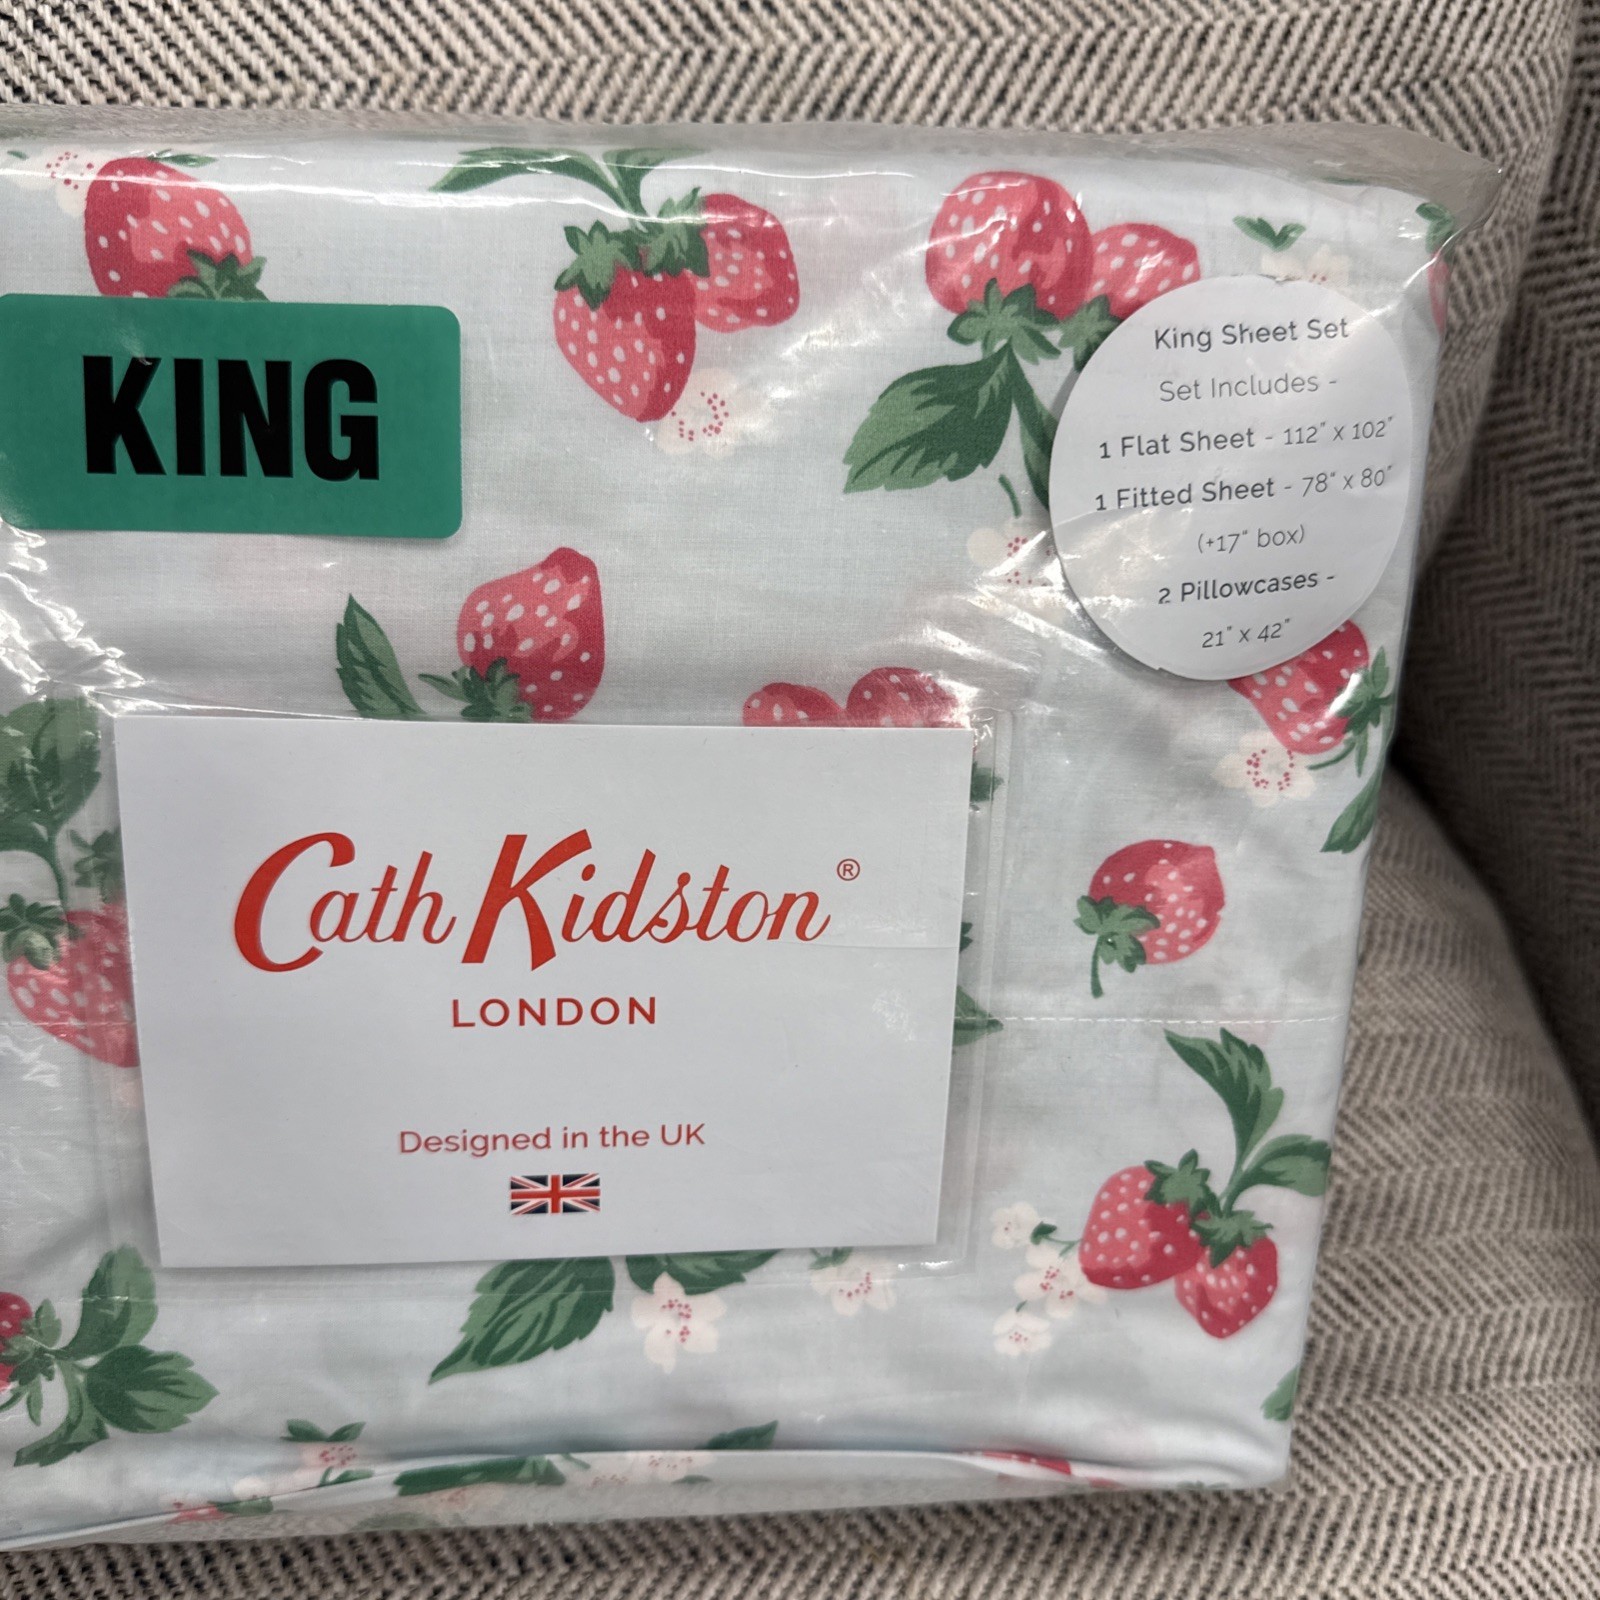 KING
King Sheet Set
Set Includes -
1 Flat Sheet - 112" x 102"
1 Fitted Sheet - 78" x 80"
(+17" box)
2 Pillowcases -
21" x 42"
Cath Kidston®
LONDON
Designed in the UK